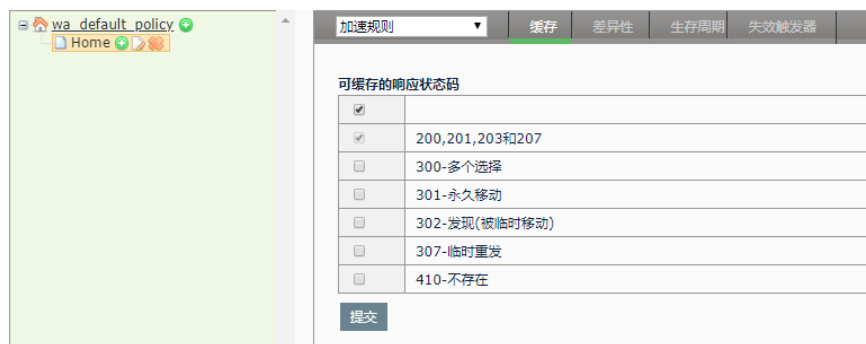 wa_default_policy
Home
加速规则 缓存 差异性 生存周期 失效触发器
可缓存的响应状态码
200,201,203和207
300-多个选择
301-永久移动
302-发现(被临时移动)
307-临时重发
410-不存在
提交